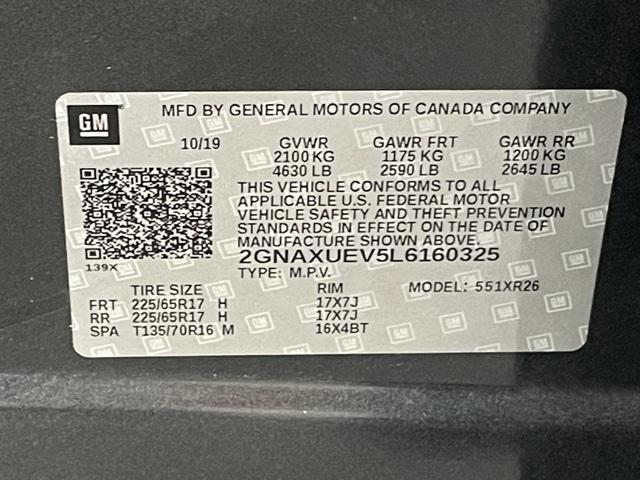 GM
MFD BY GENERAL MOTORS OF CANADA COMPANY
10/19 GVWR GAWR FRT GAWR RR
2100 KG 1175 KG 1200 KG
4630 LB 2590 LB 2645 LB
THIS VEHICLE CONFORMS TO ALL
APPLICABLE U.S. FEDERAL MOTOR
VEHICLE SAFETY AND THEFT PREVENTION
STANDARDS IN EFFECT ON THE DATE OF
MANUFACTURE SHOWN ABOVE.
2GNAXUEV5L6160325
139X TYPE: M.P.V.
TIRE SIZE RIM MODEL: 551XR26
FRT 225/65R17 H 17X7J
RR 225/65R17 H 17X7J
SPA T135/70R16 M 16X4BT